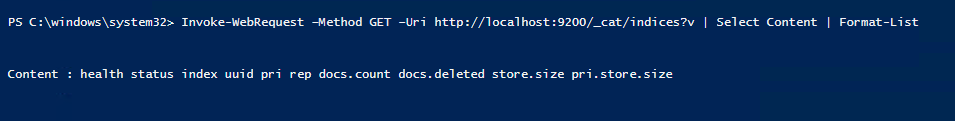 PS C:\windows\system32> Invoke-WebRequest –Method GET –Uri http://localhost:9200/_cat/indices?v | Select Content | Format-List
Content : health status index uuid pri rep docs.count docs.deleted store.size pri.store.size